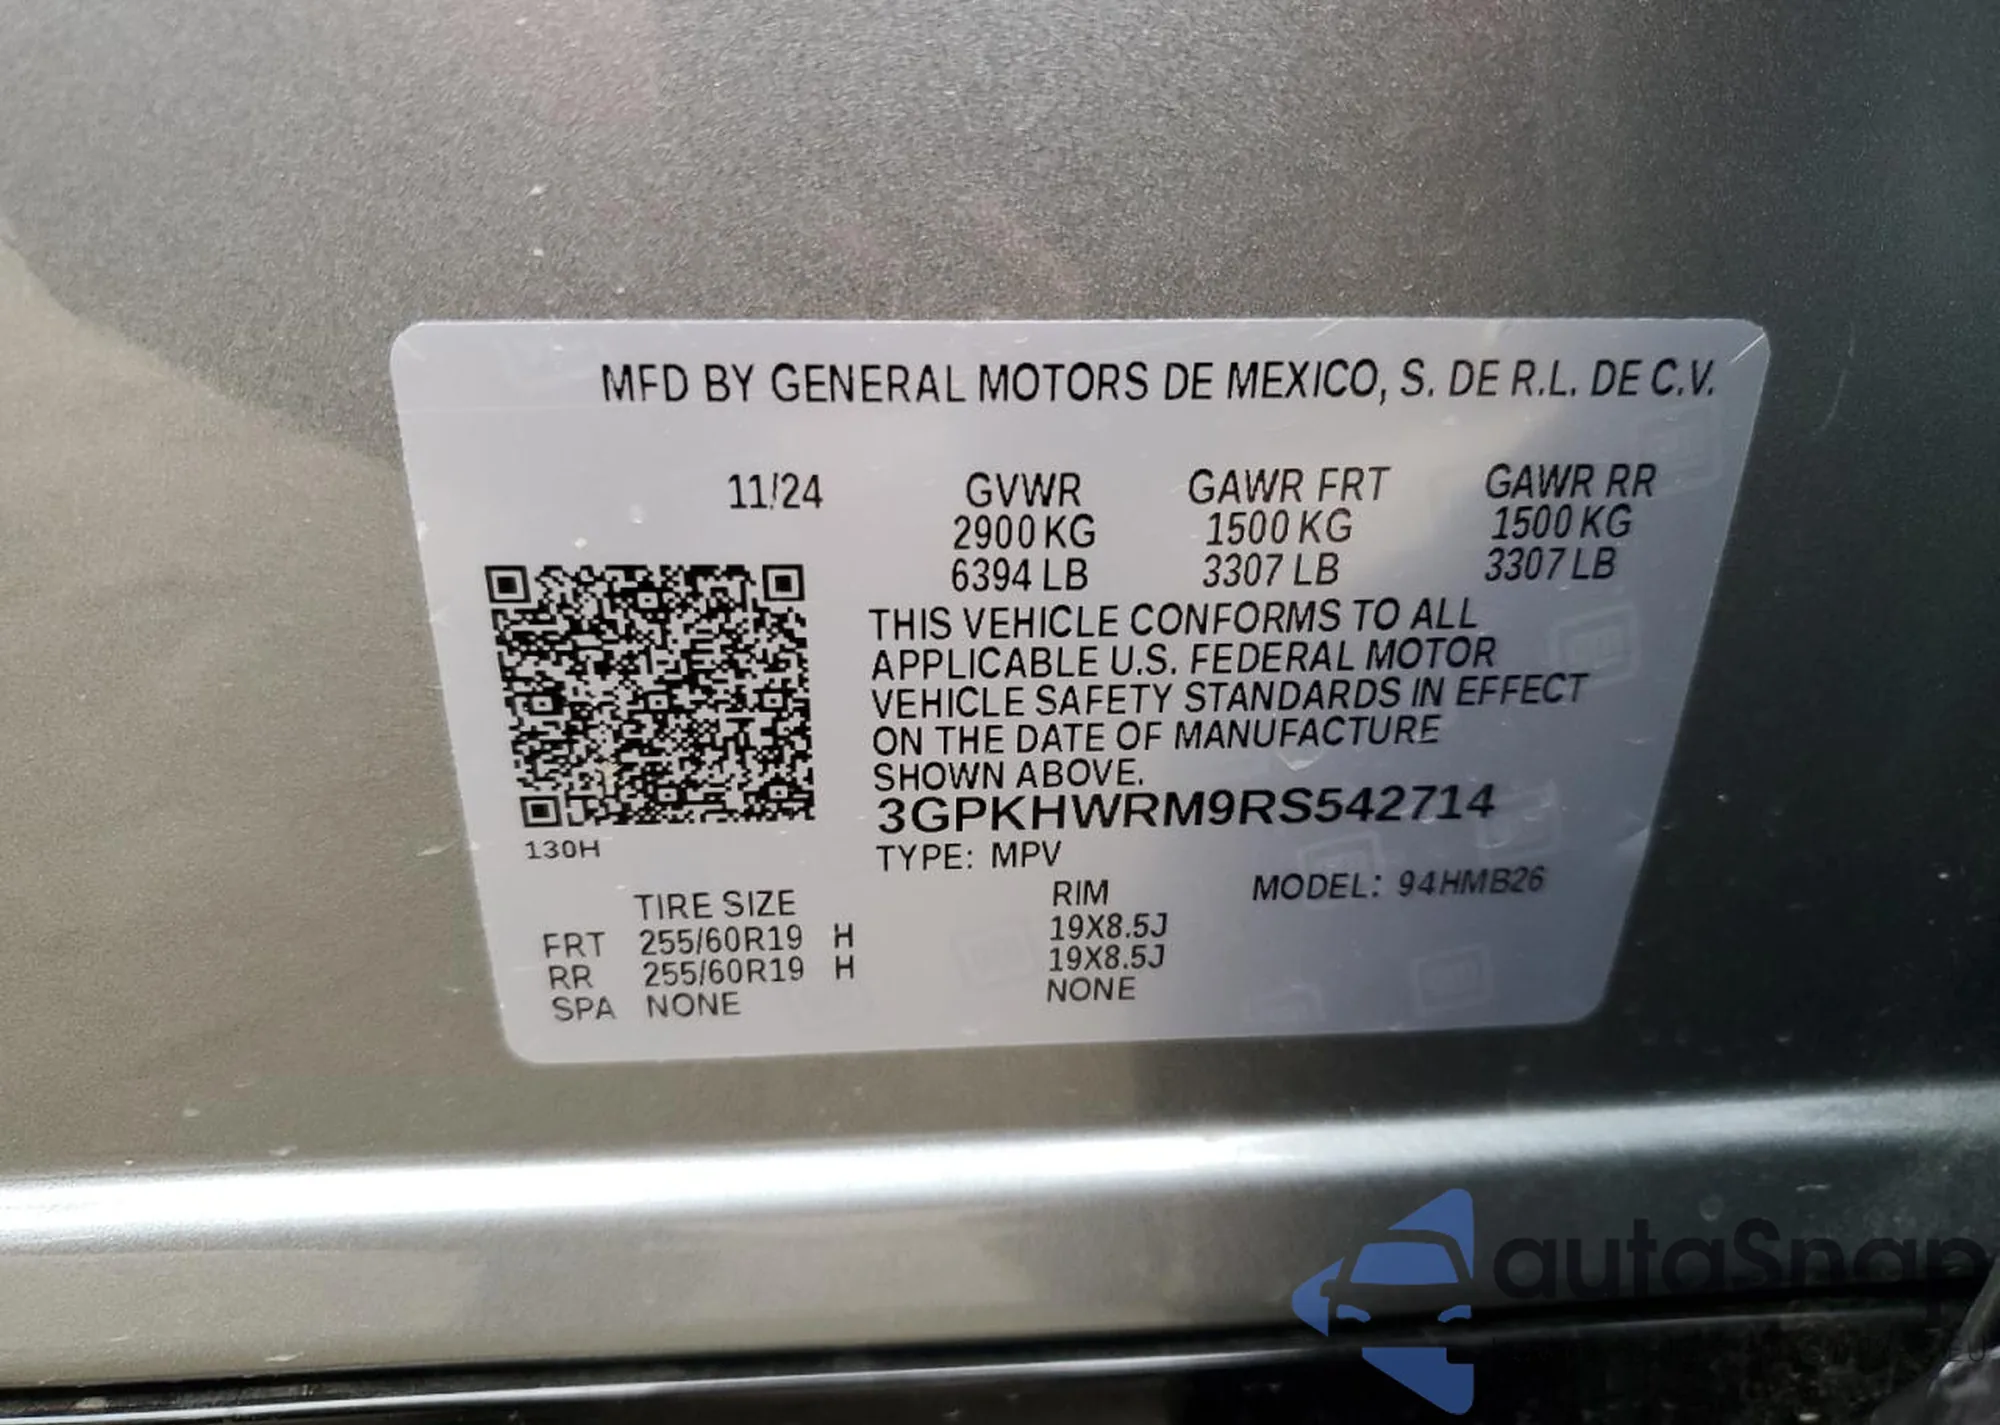 MFD BY GENERAL MOTORS DE MEXICO, S. DE R.L. DE C.V.
11/24 GVWR GAWR FRT GAWR RR
2900 KG 1500 KG 1500 KG
6394 LB 3307 LB 3307 LB
THIS VEHICLE CONFORMS TO ALL
APPLICABLE U.S. FEDERAL MOTOR
VEHICLE SAFETY STANDARDS IN EFFECT
ON THE DATE OF MANUFACTURE
SHOWN ABOVE.
3GPKHWRM9RS542714
130H
TYPE: MPV
TIRE SIZE RIM MODEL: 94HMB26
FRT 255/60R19 H 19X8.5J
RR 255/60R19 H 19X8.5J
SPA NONE NONE
autaSnap